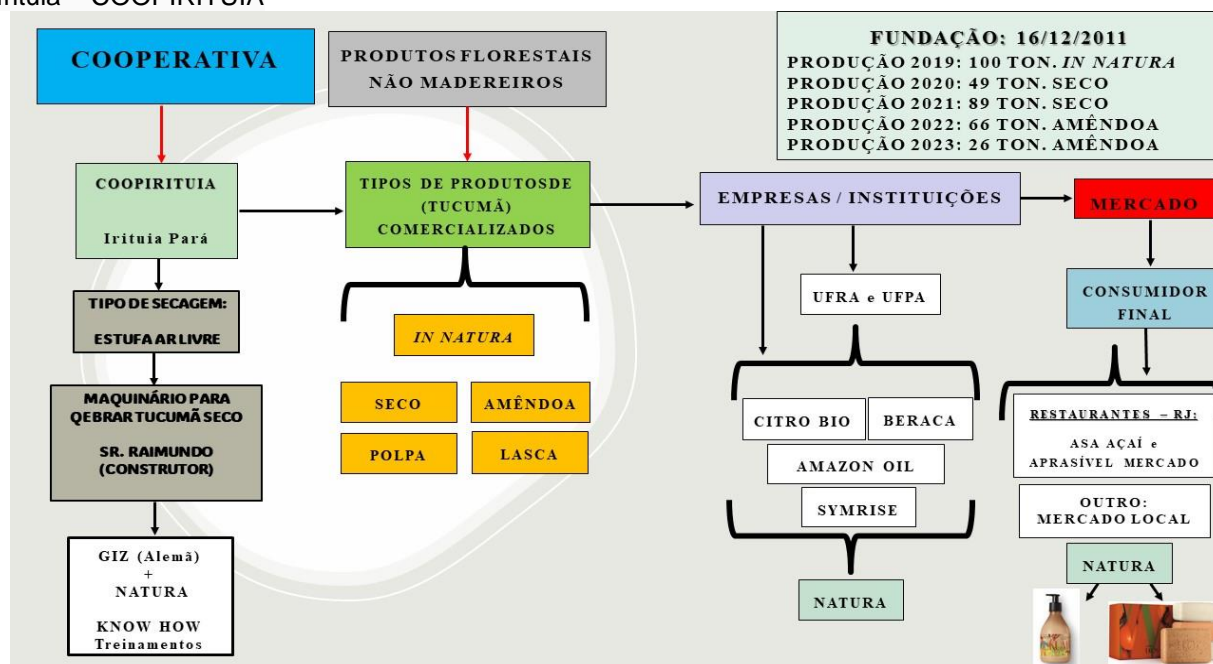 COOPIRITUIA
COOPERATIVA
PRODUTOS FLORESTAIS
NÃO MADEREIROS
FUNDAÇÃO: 16/12/2011
PRODUÇÃO 2019: 100 TON. IN NATURA
PRODUÇÃO 2020: 49 TON. SECO
PRODUÇÃO 2021: 89 TON. SECO
PRODUÇÃO 2022: 66 TON. AMÊNDOA
PRODUÇÃO 2023: 26 TON. AMÊNDOA
COOPIRITUIA
Irituia Pará
TIPOS DE PRODUTOSDE
(TUCUMÃ)
COMERCIALIZADOS
EMPRESAS / INSTITUIÇÕES
MERCADO
TIPO DE SECAGEM:
ESTUFA AR LIVRE
MAQUINÁRIO PARA
QEBRAR TUCUMÃ SECO
SR. RAIMUNDO
(CONSTRUTOR)
GIZ (Alemã)
+
NATURA
KNOW HOW
Treinamentos
IN NATURA
SECO
AMÊNDOA
POLPA
LASCA
UFRA e UFPA
CITRO BIO
BERACA
AMAZON OIL
SYMRISE
NATURA
CONSUMIDOR
FINAL
RESTAURANTES – RJ:
ASA AÇAÍ e
APRASÍVEL MERCADO
OUTRO:
MERCADO LOCAL
NATURA